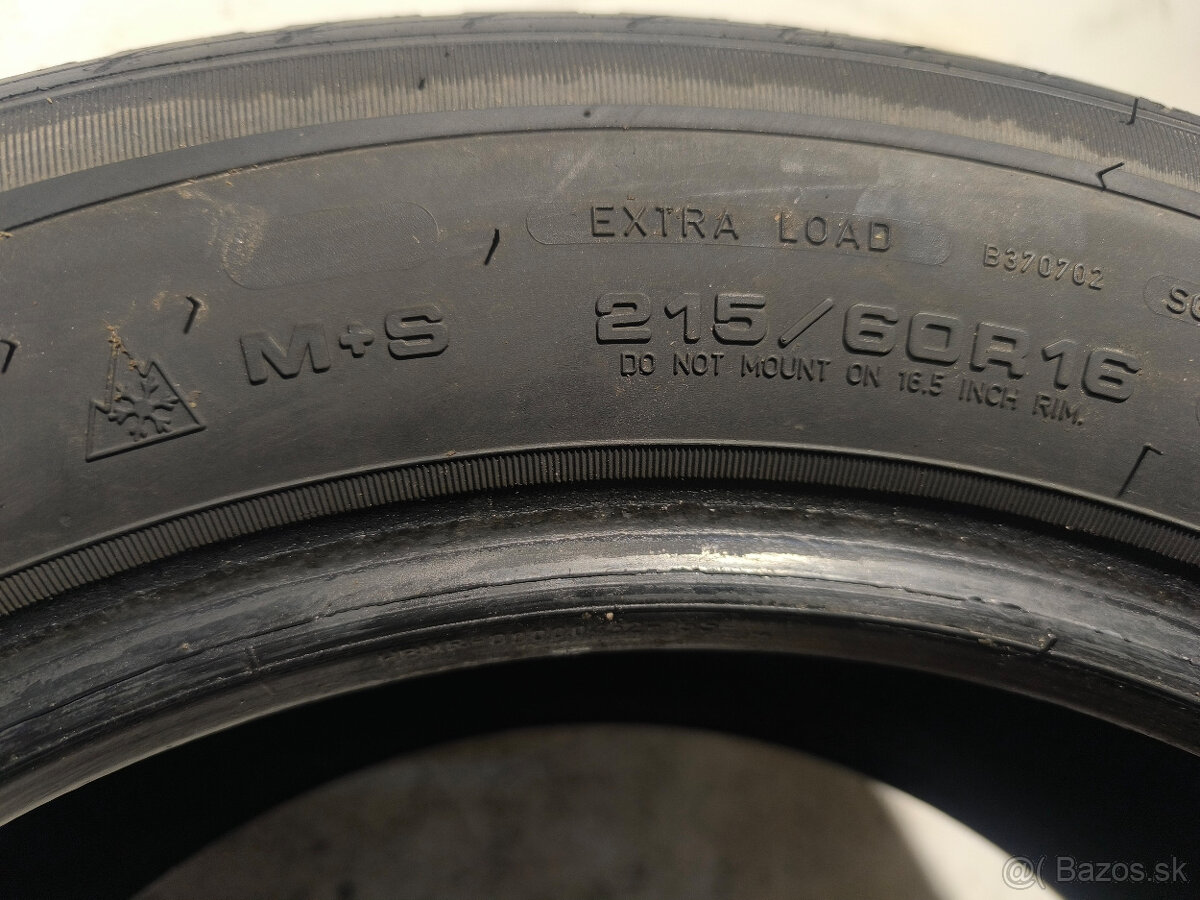 EXTRA LOAD
B370702
M+S
215/60R16
DO NOT MOUNT ON 16.5 INCH RIM.
@( Bazos.sk